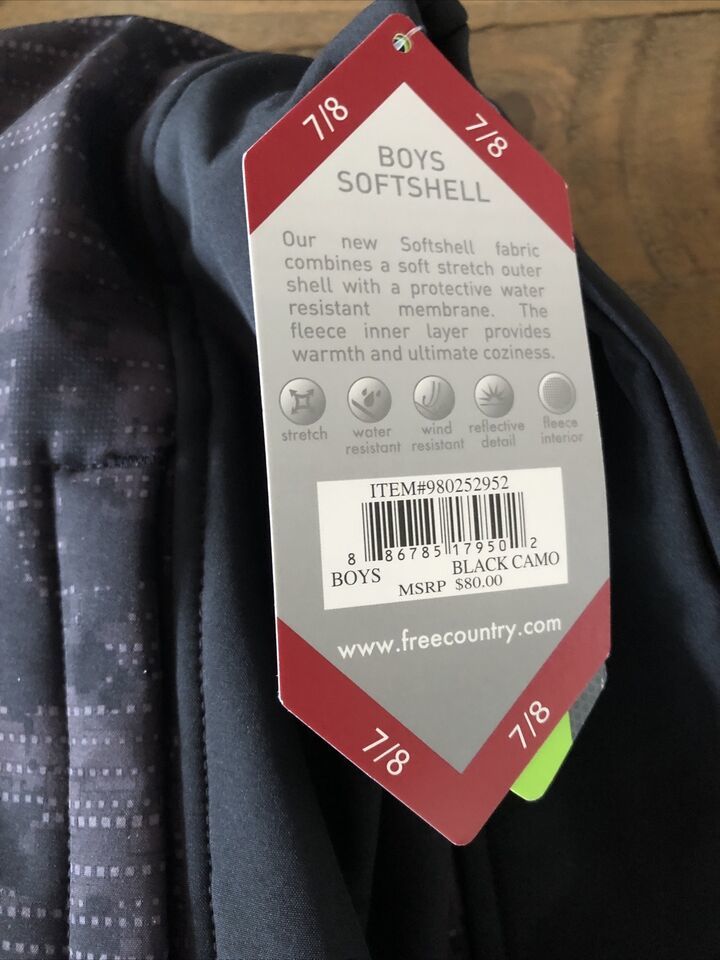 7/8
7/8
BOYS
SOFTSHELL
Our new Softshell fabric
combines a soft stretch outer
shell with a protective water
resistant membrane. The
fleece inner layer provides
warmth and ultimate coziness.
stretch
water
resistant
wind
resistant
reflective
detail
fleece
interior
ITEM#980252952
8 86785 17950 2
BOYS BLACK CAMO
MSRP $80.00
www.freecountry.com
7/8
7/8